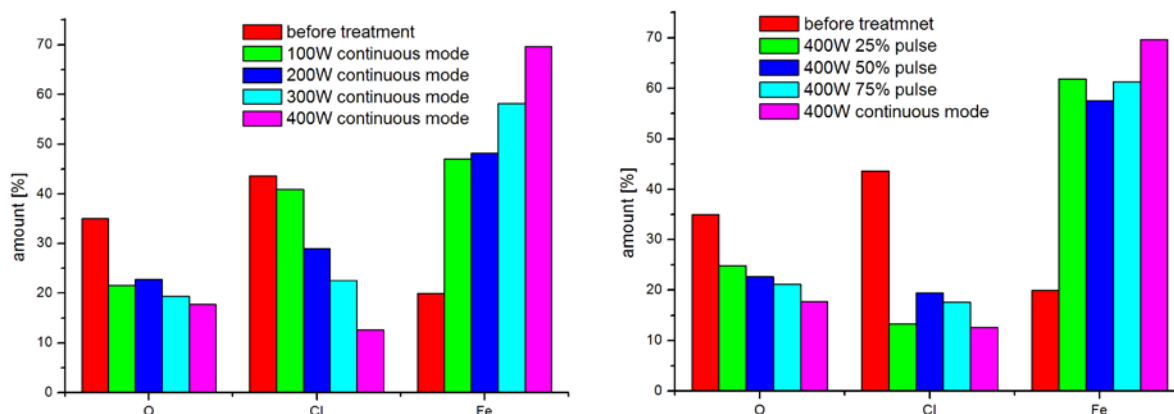 before treatment
100W continuous mode
200W continuous mode
300W continuous mode
400W continuous mode
amount [%]
70
60
50
40
30
20
10
0
O
Cl
Fe
before treatmnet
400W 25% pulse
400W 50% pulse
400W 75% pulse
400W continuous mode
amount [%]
70
60
50
40
30
20
10
0
O
Cl
Fe